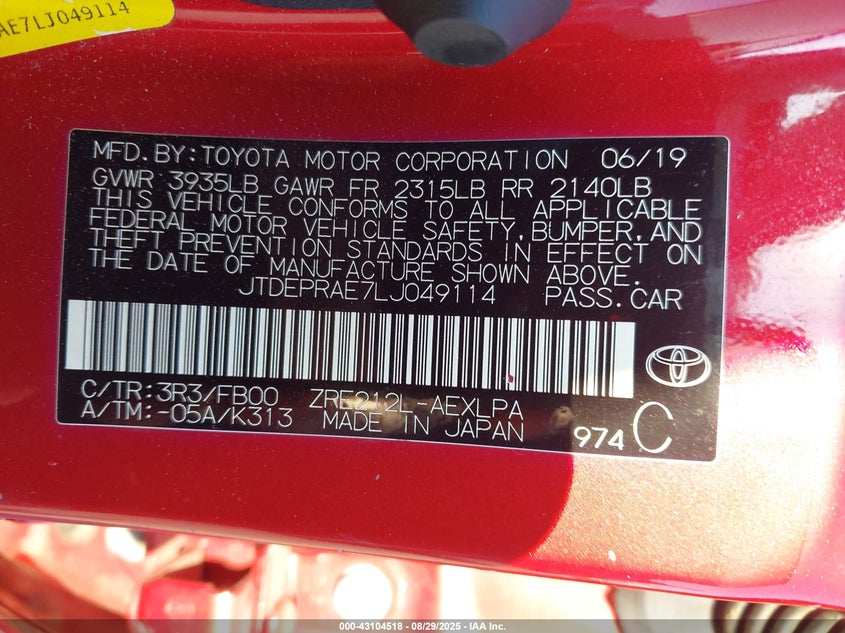 AE7LJ049114
MFD.BY:TOYOTA MOTOR CORPORATION 06/19
GVWR 3935LB GAWR FR 2315LB RR 2140LB
THIS VEHICLE CONFORMS TO ALL APPLICABLE
FEDERAL MOTOR VEHICLE SAFETY,BUMPER,AND
THEFT PREVENTION STANDARDS IN EFFECT ON
THE DATE OF MANUFACTURE SHOWN ABOVE.
JTDEPRAE7LJ049114 PASS.CAR
C/TR:3R3/FB00 ZRE212L-AEXLPA
A/TM:-05A/K313 MADE IN JAPAN
974 C
000-43104518 - 08/29/2025 - IAA Inc.